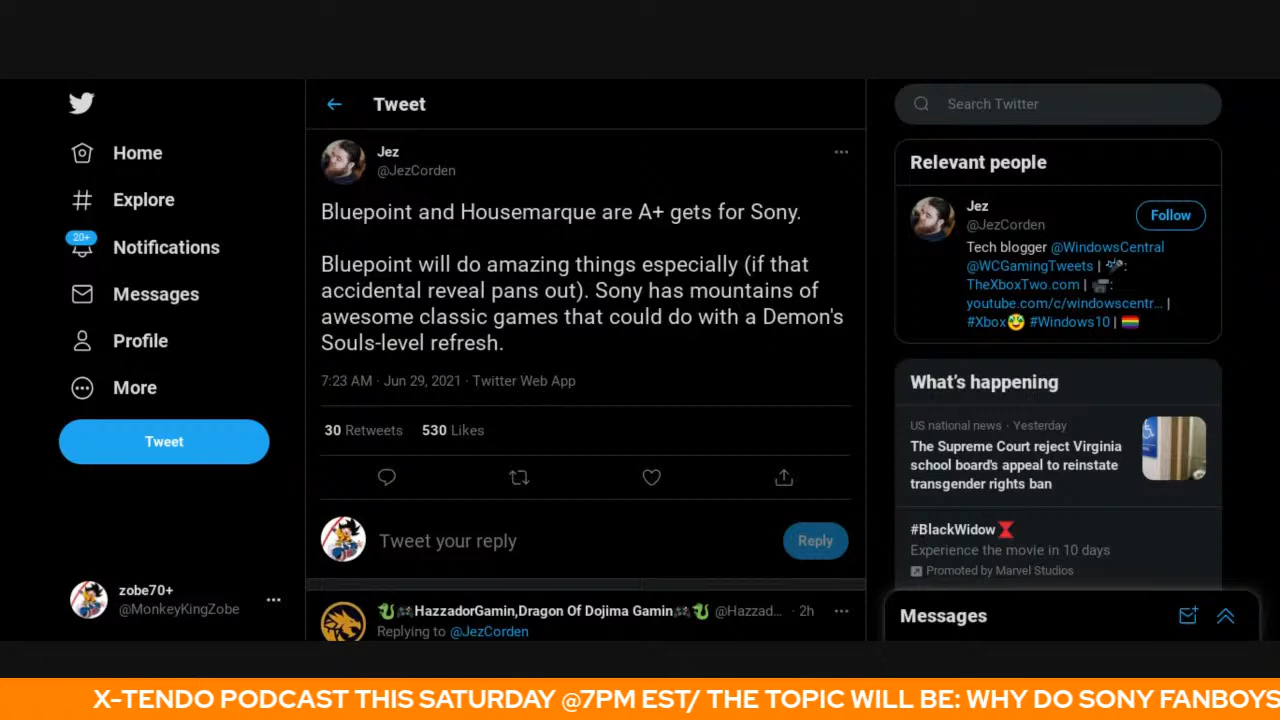 Home
Explore
20+
Notifications
Messages
Profile
More
Tweet
zobe70+
@MonkeyKingZobe
Tweet
Jez
@JezCorden
Bluepoint and Housemarque are A+ gets for Sony.
Bluepoint will do amazing things especially (if that
accidental reveal pans out). Sony has mountains of
awesome classic games that could do with a Demon's
Souls-level refresh.
7:23 AM · Jun 29, 2021 · Twitter Web App
30 Retweets 530 Likes
Tweet your reply
Reply
HazzadorGamin,Dragon Of Dojima Gamin @Hazzad... · 2h
Replying to @JezCorden
Search Twitter
Relevant people
Jez
@JezCorden
Follow
Tech blogger @WindowsCentral
@WCGamingTweets | :
TheXboxTwo.com | :
youtube.com/c/windowscentr... |
#Xbox #Windows10 |
What's happening
US national news · Yesterday
The Supreme Court reject Virginia
school board's appeal to reinstate
transgender rights ban
#BlackWidow
Experience the movie in 10 days
Promoted by Marvel Studios
Messages
X-TENDO PODCAST THIS SATURDAY @7PM EST/ THE TOPIC WILL BE: WHY DO SONY FANBOYS